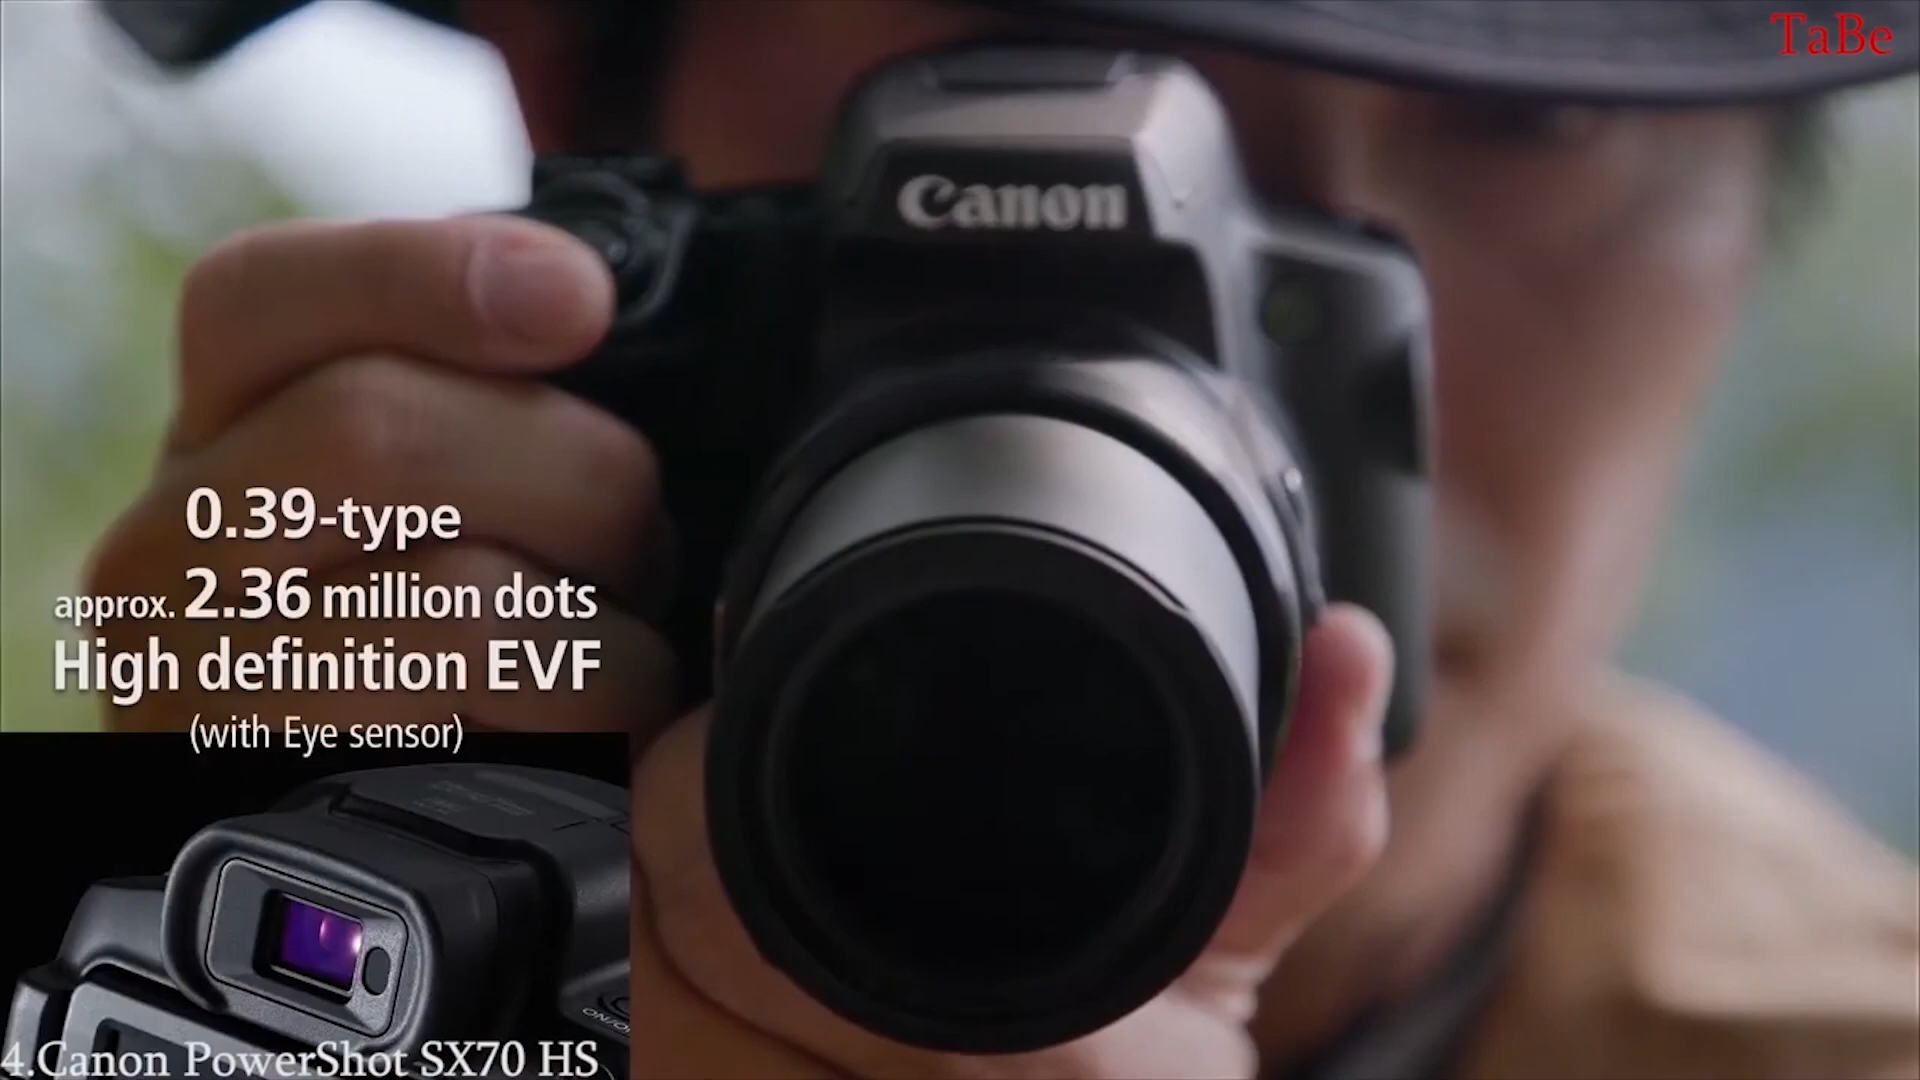 TaBe
Canon
0.39-type
approx. 2.36 million dots
High definition EVF
(with Eye sensor)
4.Canon PowerShot SX70 HS